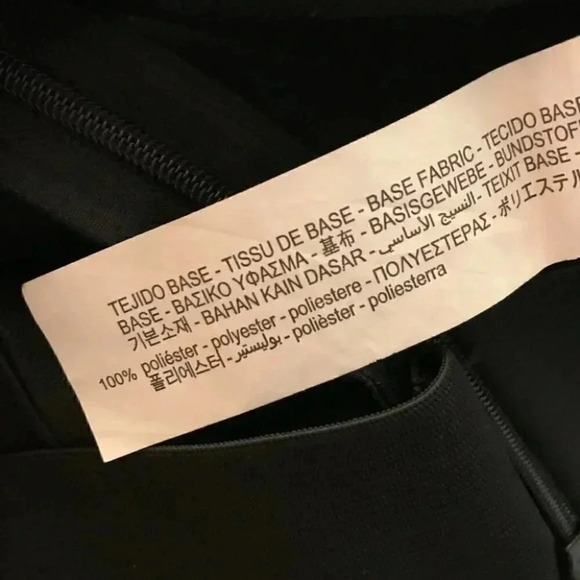 TEJIDO BASE - TISSU DE BASE - BASE FABRIC - TECIDO BASE
BASE - ΒΑΣΙΚΟ ΥΦΑΣΜΑ - 基布 - BASISGEWEBE - BUNDSTOFF
기본소재 - BAHAN KAIN DASAR - النسيج الأساسي - TEIXIT BASE -
100% poliéster - polyester - poliestere - ΠΟΛΥΕΣΤΕΡΑΣ - ポリエステル
폴리에스터 - بوليستير - polièster - poliesterra